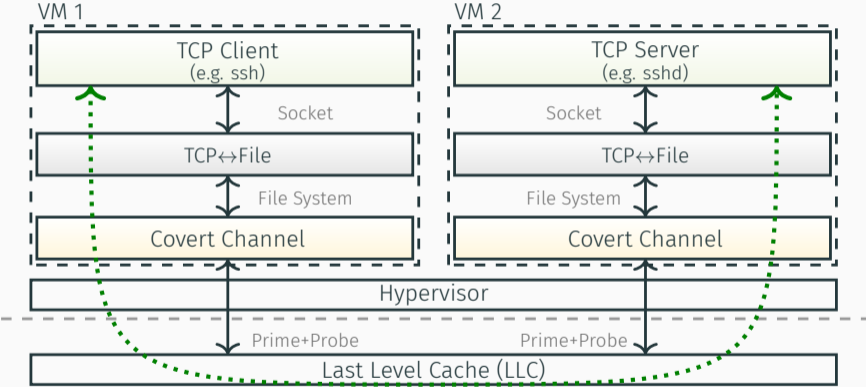 VM 1
VM 2
TCP Client
(e.g. ssh)
TCP Server
(e.g. sshd)
Socket
Socket
TCP↔File
TCP↔File
File System
File System
Covert Channel
Covert Channel
Hypervisor
Prime+Probe
Prime+Probe
Last Level Cache (LLC)